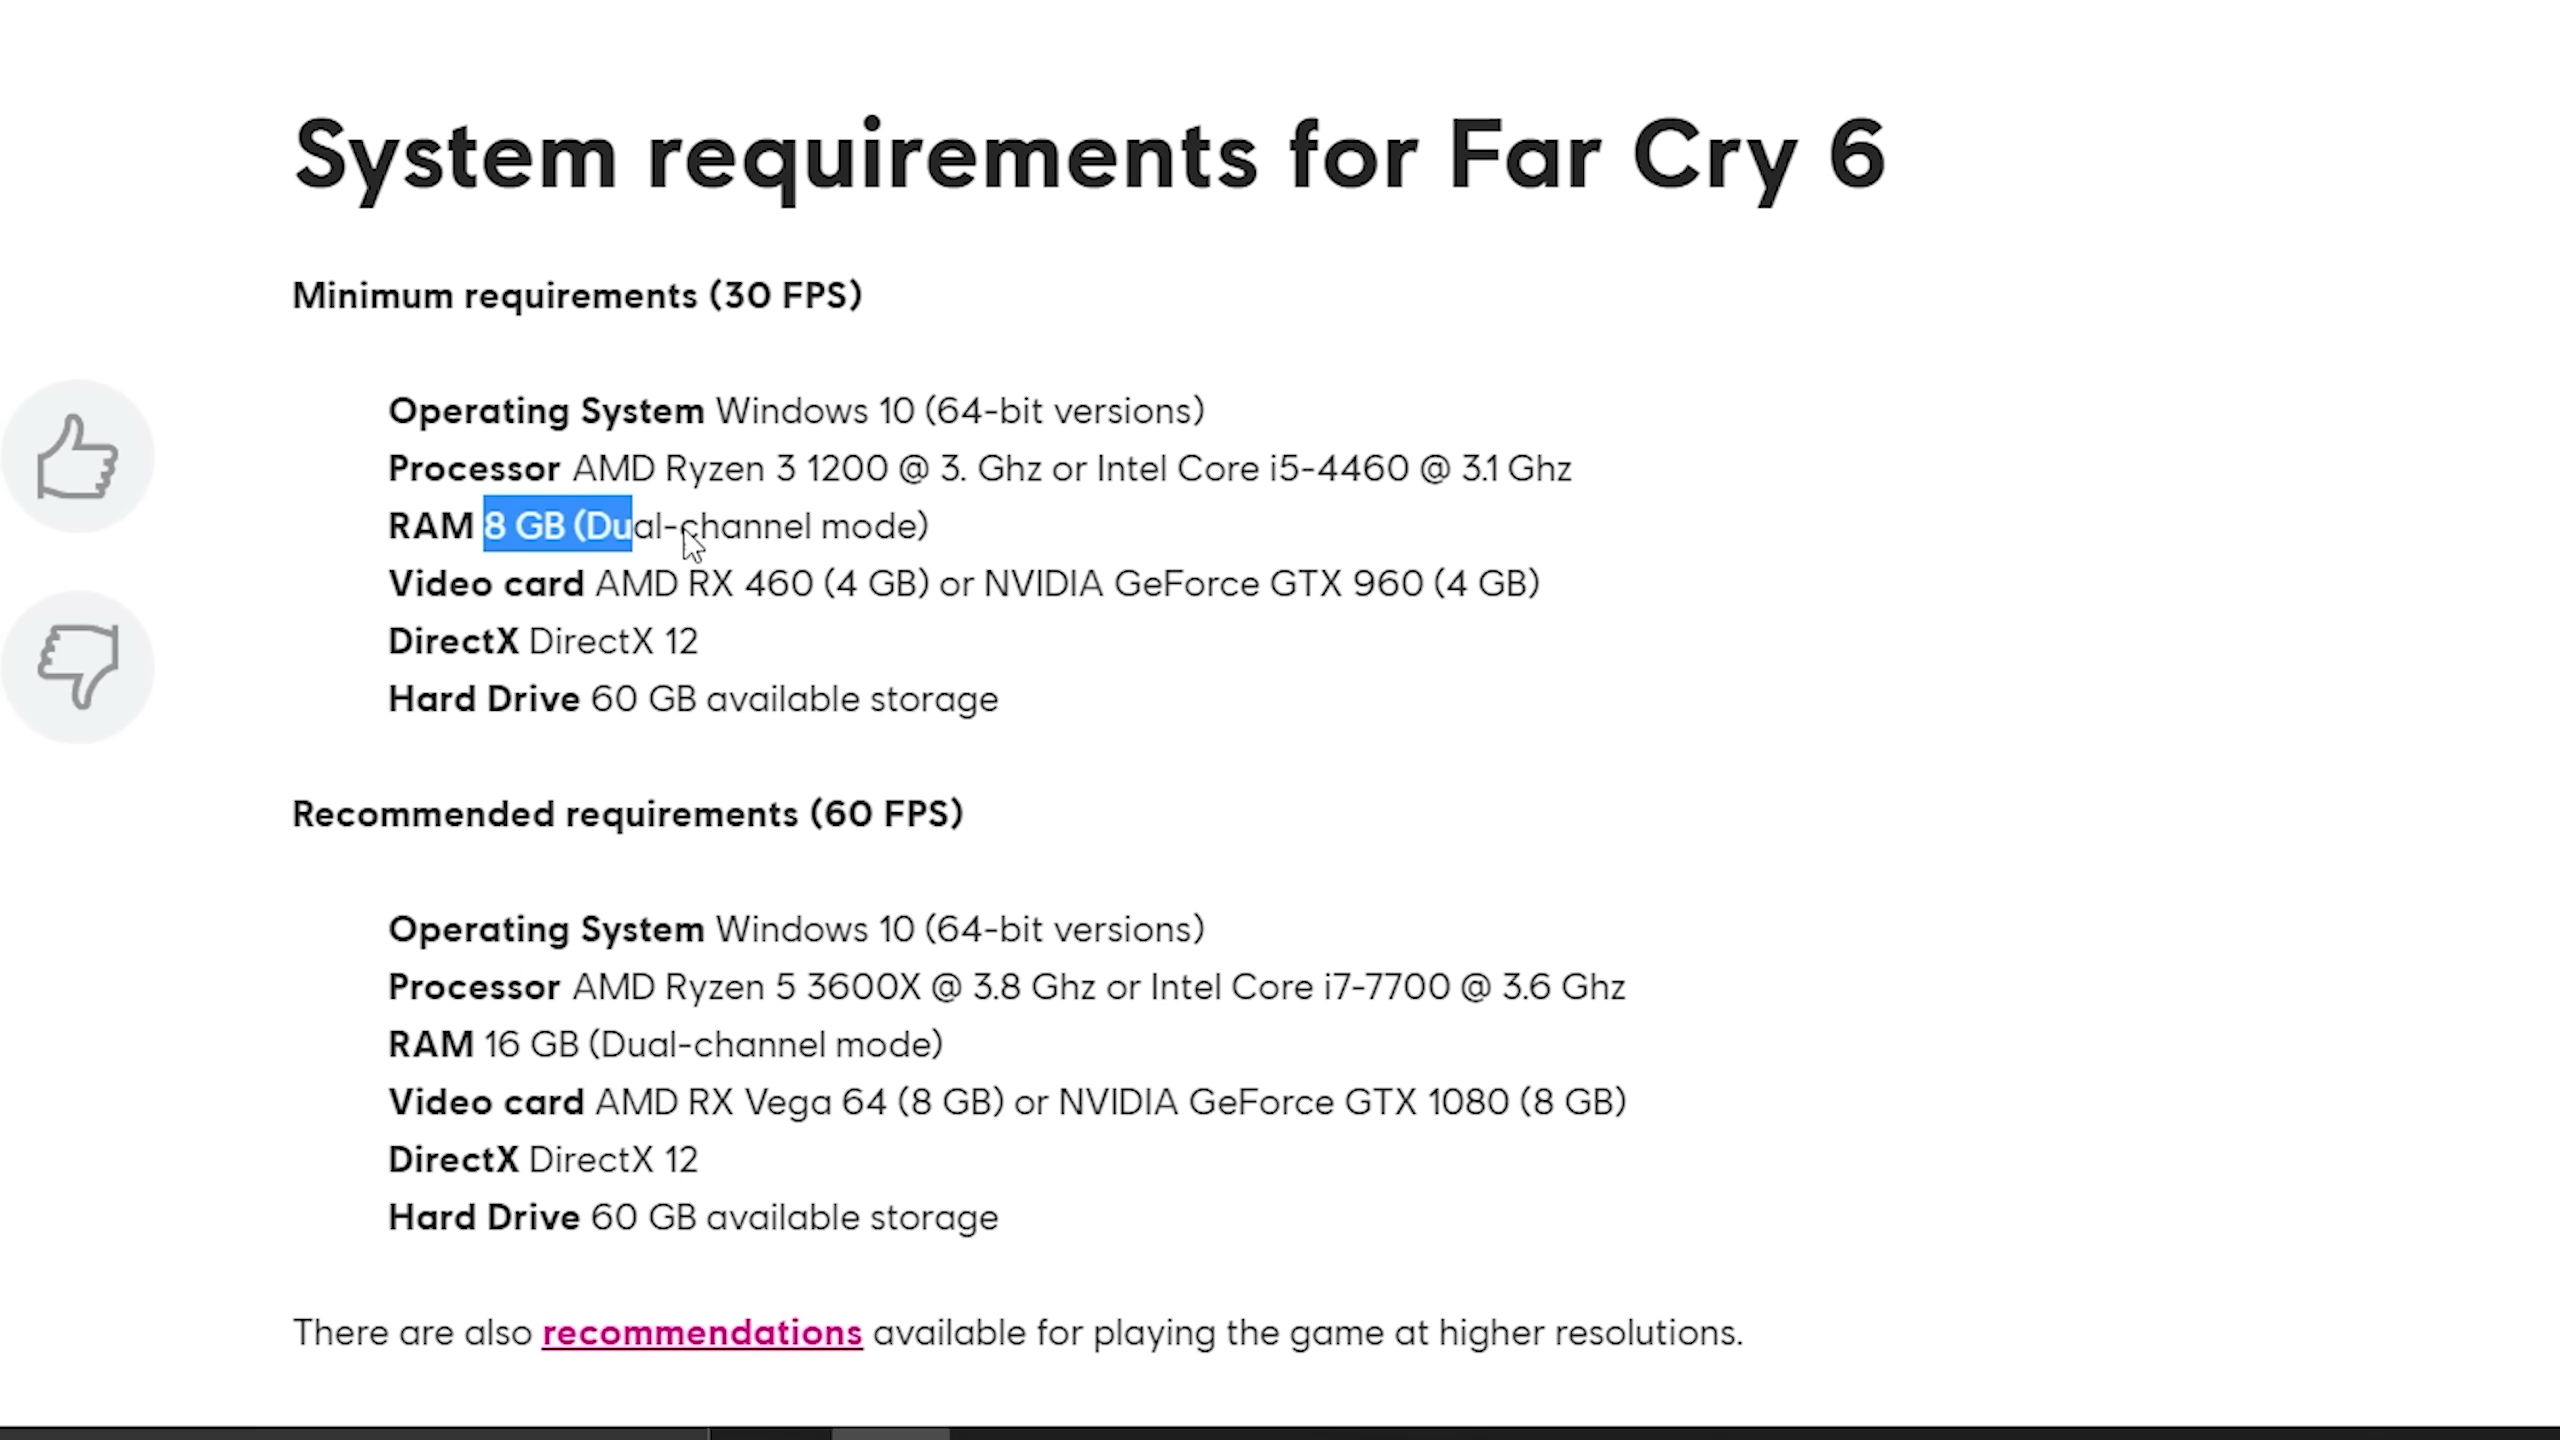 System requirements for Far Cry 6
Minimum requirements (30 FPS)
Operating System Windows 10 (64-bit versions)
Processor AMD Ryzen 3 1200 @ 3. Ghz or Intel Core i5-4460 @ 3.1 Ghz
RAM 8 GB (Dual-channel mode)
Video card AMD RX 460 (4 GB) or NVIDIA GeForce GTX 960 (4 GB)
DirectX DirectX 12
Hard Drive 60 GB available storage
Recommended requirements (60 FPS)
Operating System Windows 10 (64-bit versions)
Processor AMD Ryzen 5 3600X @ 3.8 Ghz or Intel Core i7-7700 @ 3.6 Ghz
RAM 16 GB (Dual-channel mode)
Video card AMD RX Vega 64 (8 GB) or NVIDIA GeForce GTX 1080 (8 GB)
DirectX DirectX 12
Hard Drive 60 GB available storage
There are also recommendations available for playing the game at higher resolutions.